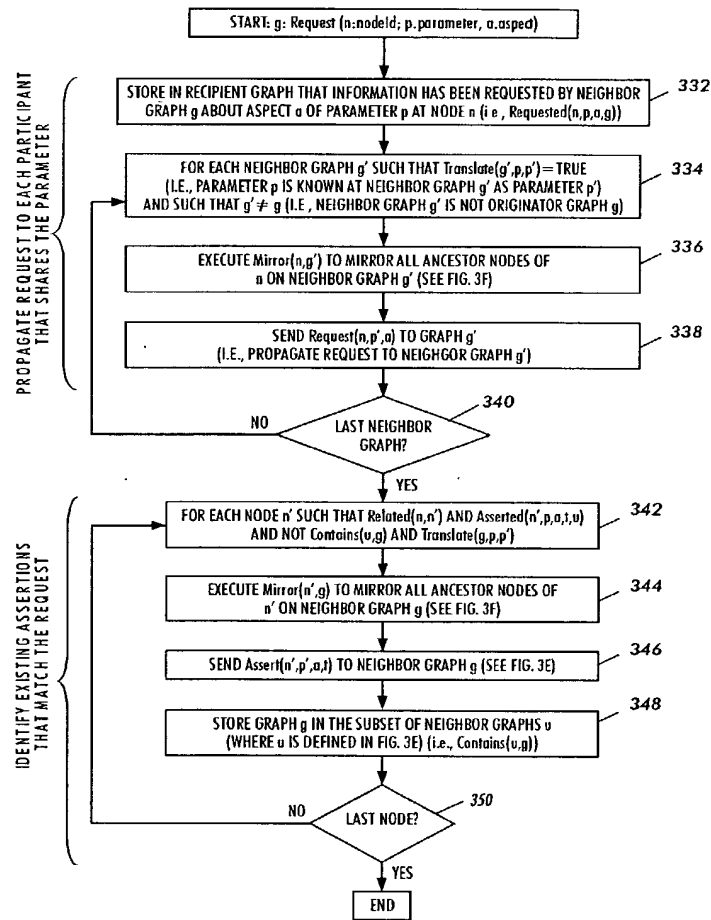 START: g: Request (n:nodeId; p.parameter, a.aspect)
PROPAGATE REQUEST TO EACH PARTICIPANT
THAT SHARES THE PARAMETER
STORE IN RECIPIENT GRAPH THAT INFORMATION HAS BEEN REQUESTED BY NEIGHBOR
GRAPH g ABOUT ASPECT a OF PARAMETER p AT NODE n (i e , Requested(n,p,a,g))
332
FOR EACH NEIGHBOR GRAPH g' SUCH THAT Translate(g',p,p')=TRUE
(I.E., PARAMETER p IS KNOWN AT NEIGHBOR GRAPH g' AS PARAMETER p')
AND SUCH THAT g' ≠ g (I.E , NEIGHBOR GRAPH g' IS NOT ORIGINATOR GRAPH g)
334
EXECUTE Mirror(n,g') TO MIRROR ALL ANCESTOR NODES OF
n ON NEIGHBOR GRAPH g' (SEE FIG. 3F)
336
SEND Request(n,p',a) TO GRAPH g'
(I.E., PROPAGATE REQUEST TO NEIGHGOR GRAPH g')
338
NO
LAST NEIGHBOR
GRAPH?
340
YES
IDENTIFY EXISTING ASSERTIONS
THAT MATCH THE REQUEST
FOR EACH NODE n' SUCH THAT Related(n,n') AND Asserted(n',p,a,t,u)
AND NOT Contains(u,g) AND Translate(g,p,p')
342
EXECUTE Mirror(n',g) TO MIRROR ALL ANCESTOR NODES OF
n' ON NEIGHBOR GRAPH g (SEE FIG. 3F)
344
SEND Assert(n',p',a,t) TO NEIGHBOR GRAPH g (SEE FIG. 3E)
346
STORE GRAPH g IN THE SUBSET OF NEIGHBOR GRAPHS u
(WHERE u IS DEFINED IN FIG. 3E) (i.e., Contains(u,g))
348
NO
LAST NODE?
350
YES
END